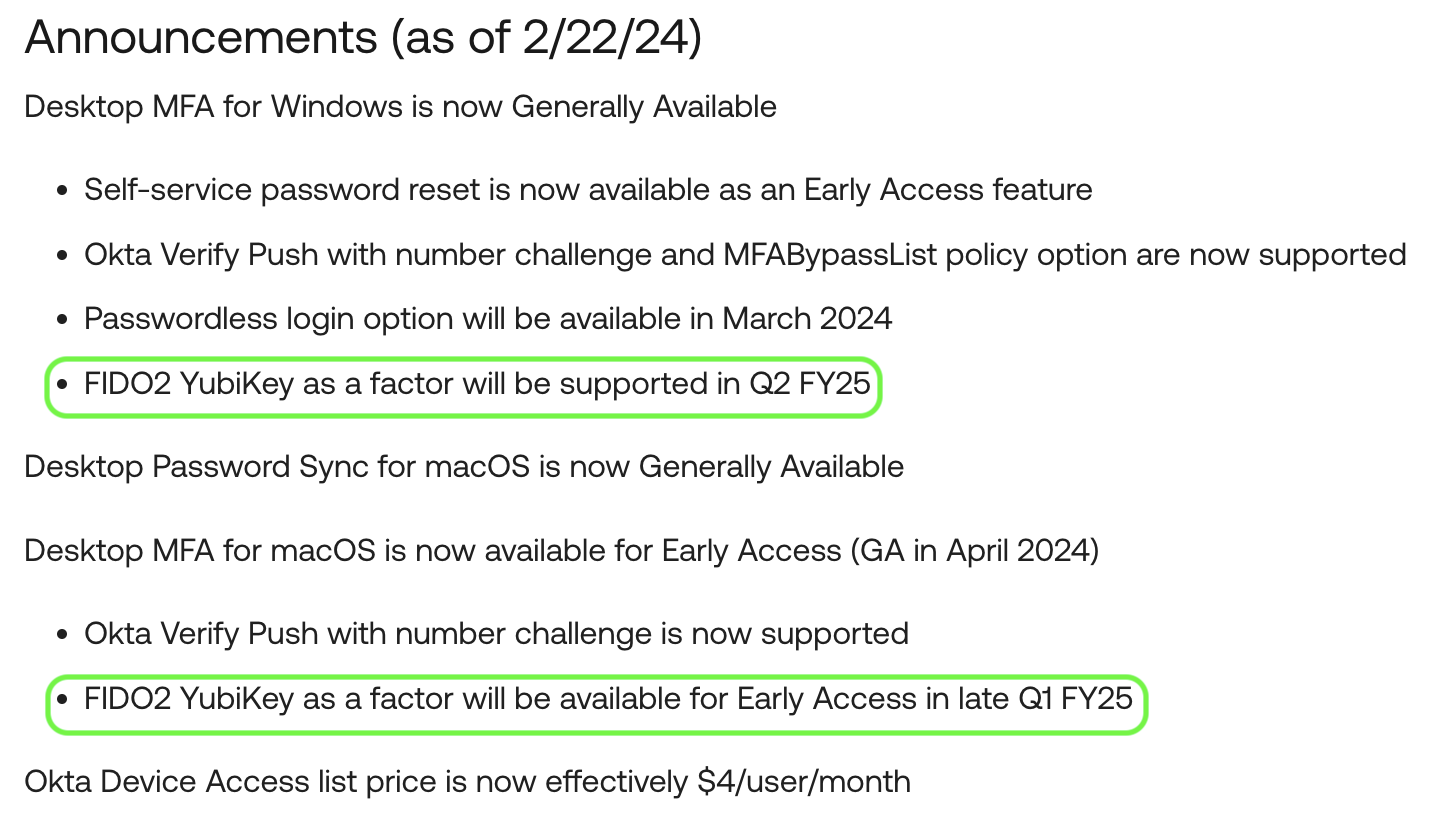 Announcements (as of 2/22/24)
Desktop MFA for Windows is now Generally Available
• Self-service password reset is now available as an Early Access feature
• Okta Verify Push with number challenge and MFABypassList policy option are now supported
• Passwordless login option will be available in March 2024
• FIDO2 YubiKey as a factor will be supported in Q2 FY25
Desktop Password Sync for macOS is now Generally Available
Desktop MFA for macOS is now available for Early Access (GA in April 2024)
• Okta Verify Push with number challenge is now supported
• FIDO2 YubiKey as a factor will be available for Early Access in late Q1 FY25
Okta Device Access list price is now effectively $4/user/month